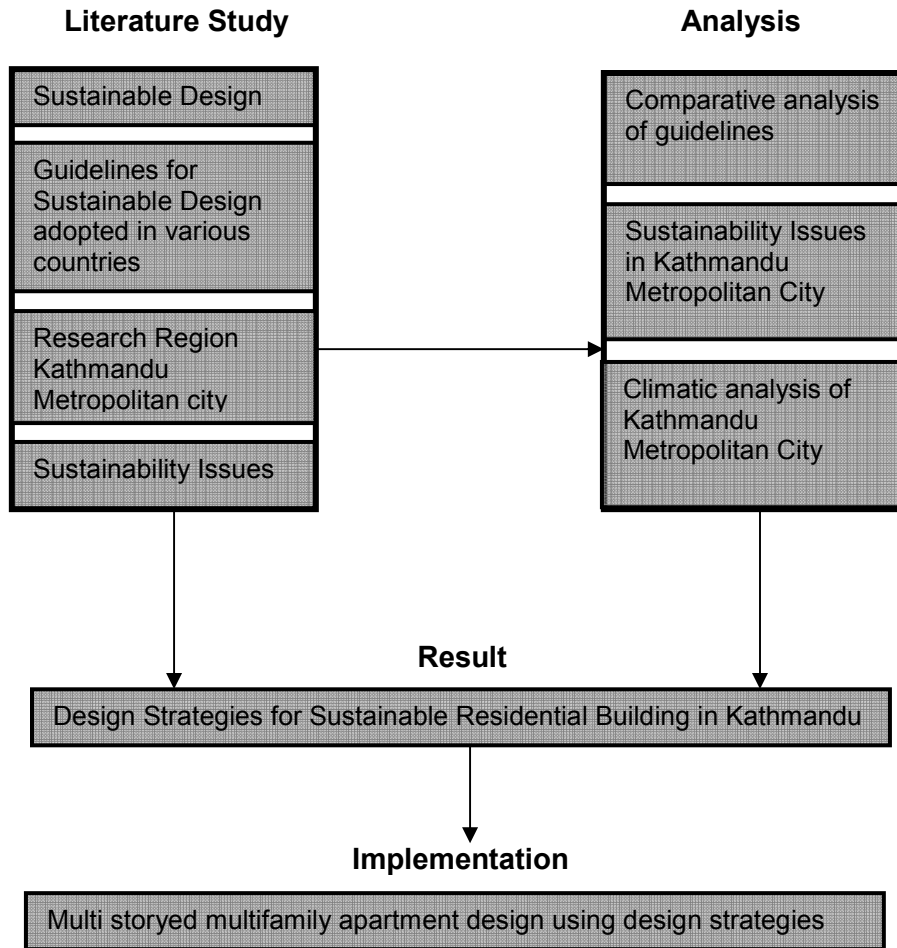 Literature Study
Sustainable Design
Guidelines for
Sustainable Design
adopted in various
countries
Research Region
Kathmandu
Metropolitan city
Sustainability Issues
Analysis
Comparative analysis
of guidelines
Sustainability Issues
in Kathmandu
Metropolitan City
Climatic analysis of
Kathmandu
Metropolitan City
Result
Design Strategies for Sustainable Residential Building in Kathmandu
Implementation
Multi storyed multifamily apartment design using design strategies